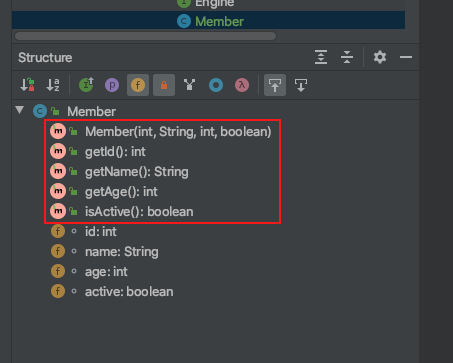 Engine
Member
Structure
Member
Member(int, String, int, boolean)
getId(): int
getName(): String
getAge(): int
isActive(): boolean
id: int
name: String
age: int
active: boolean